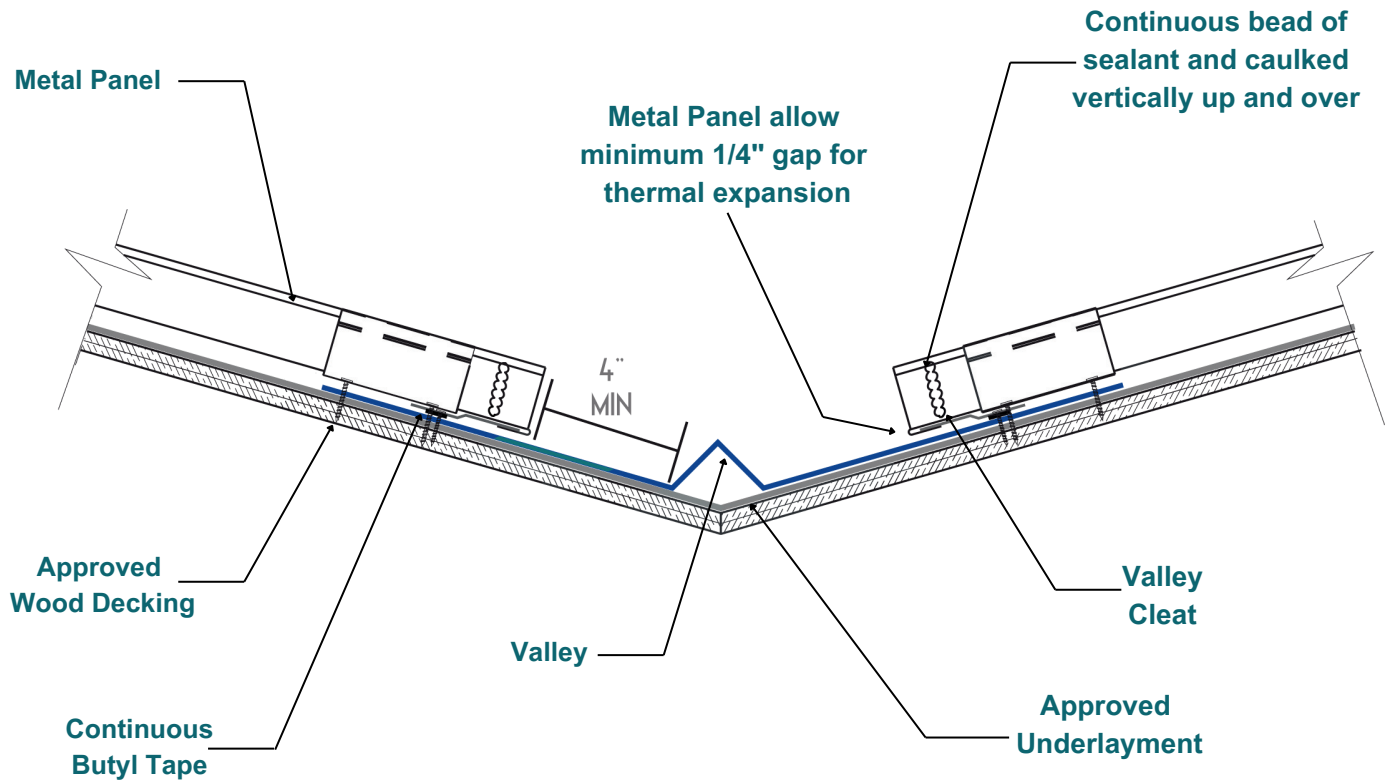 Continuous bead of
sealant and caulked
vertically up and over
Metal Panel
Metal Panel allow
minimum 1/4" gap for
thermal expansion
4"
MIN
Approved
Wood Decking
Valley
Cleat
Valley
Approved
Underlayment
Continuous
Butyl Tape